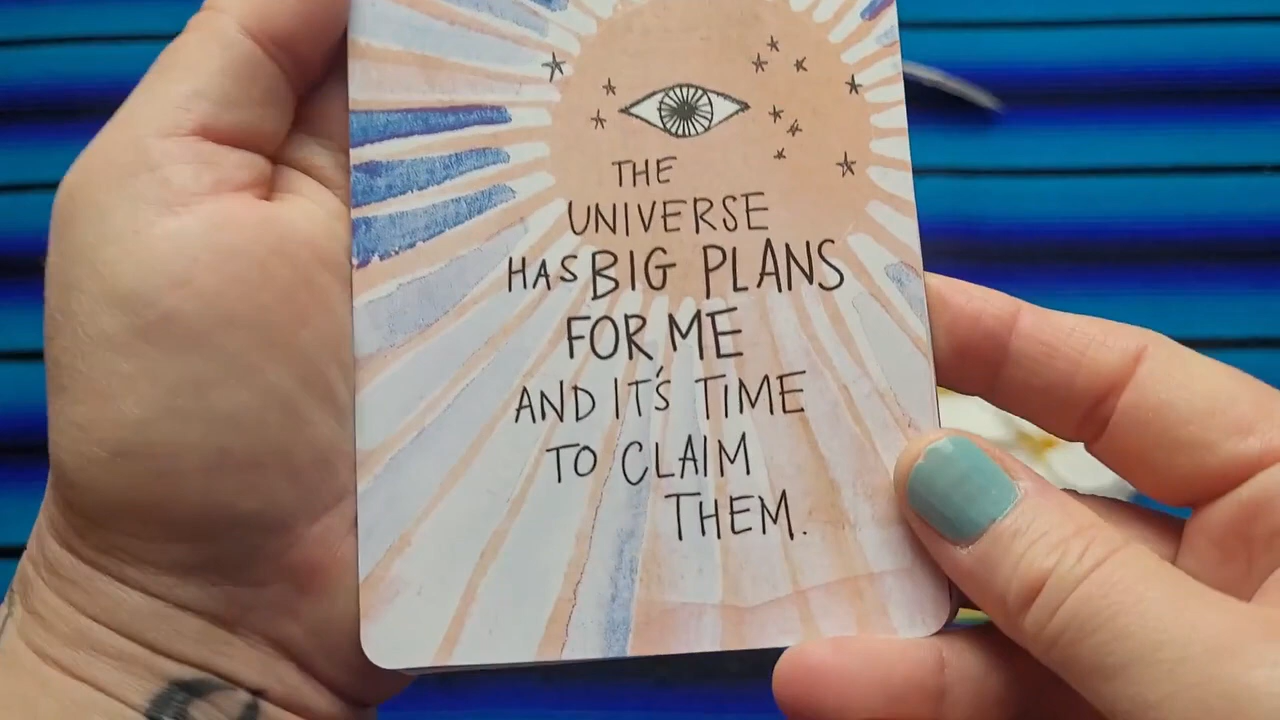 THE
UNIVERSE
HAS BIG PLANS
FOR ME
AND IT'S TIME
TO CLAIM
THEM.